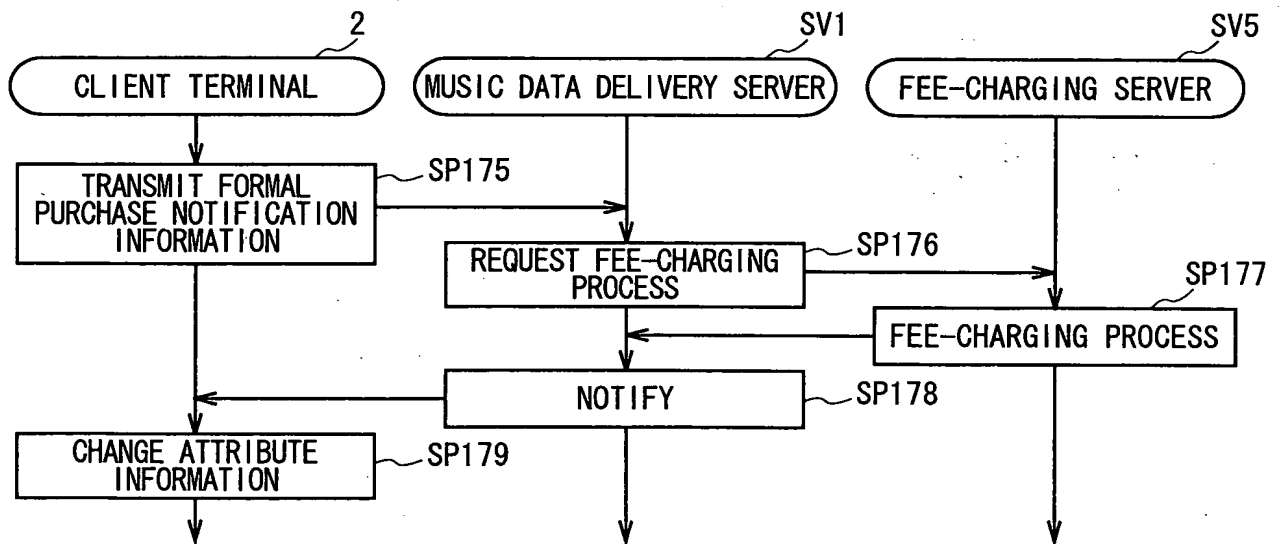 2
SV1
SV5
CLIENT TERMINAL
MUSIC DATA DELIVERY SERVER
FEE-CHARGING SERVER
SP175
TRANSMIT FORMAL
PURCHASE NOTIFICATION
INFORMATION
SP176
REQUEST FEE-CHARGING
PROCESS
SP177
FEE-CHARGING PROCESS
NOTIFY
SP178
CHANGE ATTRIBUTE
INFORMATION
SP179